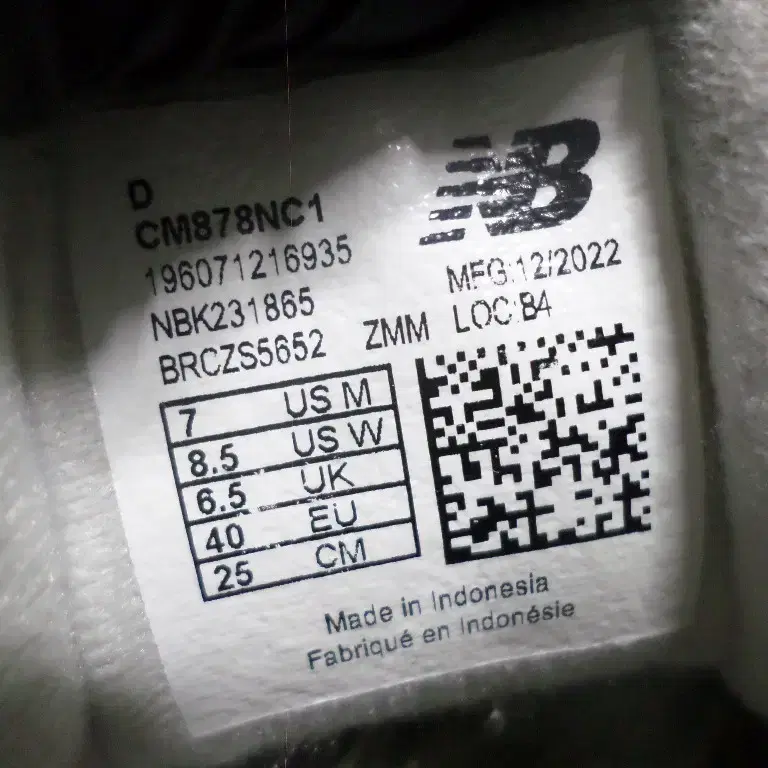 D
CM878NC1
196071216935
NBK231865
BRCZS5652 ZMM
NB
MFG:12/2022
LOC:B4
7 US M
8.5 US W
6.5 UK
40 EU
25 CM
Made in Indonesia
Fabriqué en Indonésie